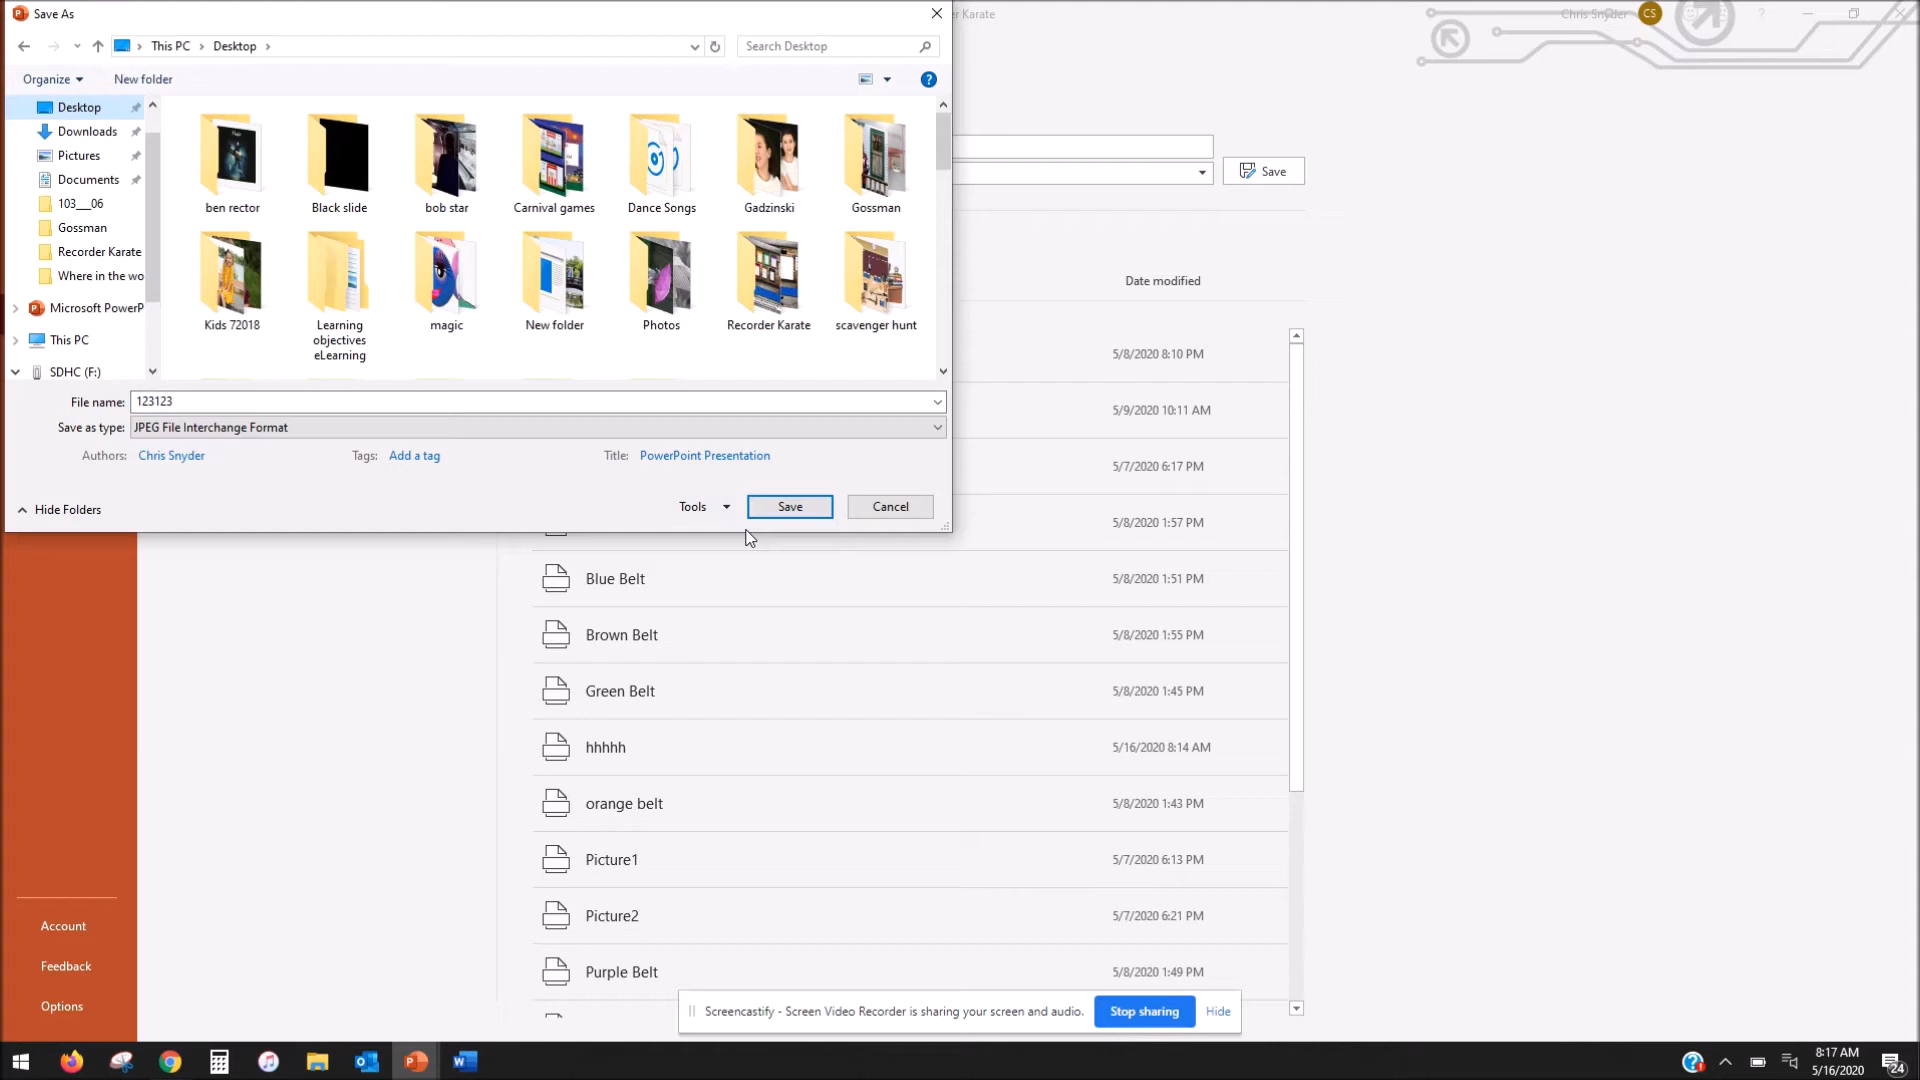 Save As
r Karate
Chris Snyder
CS
This PC
Desktop
Search Desktop
Organize
New folder
Desktop
Downloads
Pictures
Documents
103___06
Gossman
Recorder Karate
Where in the wo
Microsoft PowerP
This PC
SDHC (F:)
ben rector
Black slide
bob star
Carnival games
Dance Songs
Gadzinski
Gossman
Kids 72018
Learning
objectives
eLearning
magic
New folder
Photos
Recorder Karate
scavenger hunt
File name:
123123
Save as type:
JPEG File Interchange Format
Authors:
Chris Snyder
Tags:
Add a tag
Title:
PowerPoint Presentation
Hide Folders
Tools
Save
Cancel
Save
Date modified
5/8/2020 8:10 PM
5/9/2020 10:11 AM
5/7/2020 6:17 PM
5/8/2020 1:57 PM
Blue Belt
5/8/2020 1:51 PM
Brown Belt
5/8/2020 1:55 PM
Green Belt
5/8/2020 1:45 PM
hhhhh
5/16/2020 8:14 AM
orange belt
5/8/2020 1:43 PM
Picture1
5/7/2020 6:13 PM
Picture2
5/7/2020 6:21 PM
Purple Belt
5/8/2020 1:49 PM
Account
Feedback
Options
Screencastify - Screen Video Recorder is sharing your screen and audio.
Stop sharing
Hide
8:17 AM
5/16/2020
24